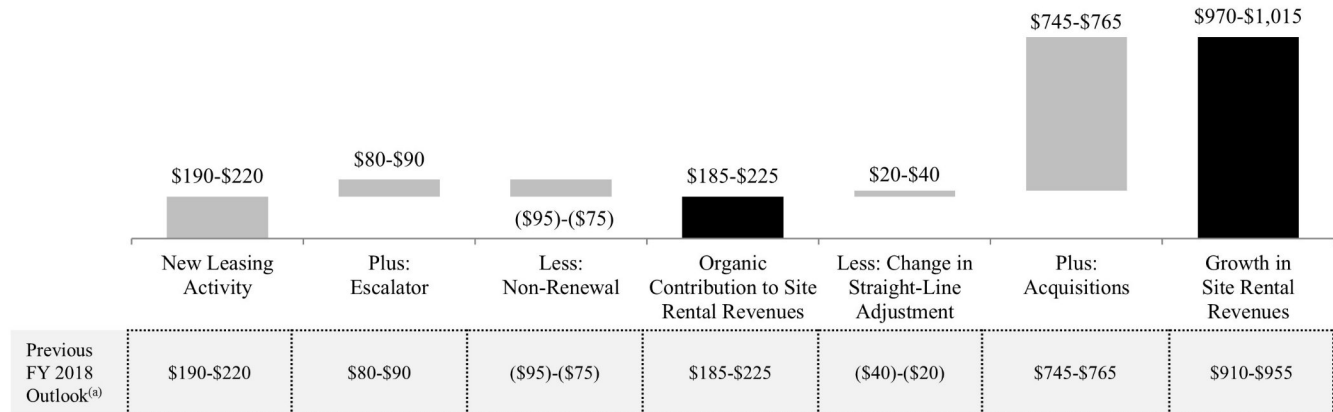 $745-$765
$970-$1,015
$80-$90
$190-$220
$185-$225
$20-$40
($95)-($75)
New Leasing
Activity
Plus:
Escalator
Less:
Non-Renewal
Organic
Contribution to Site
Rental Revenues
Less: Change in
Straight-Line
Adjustment
Plus:
Acquisitions
Growth in
Site Rental
Revenues
Previous
FY 2018
Outlook(a)
$190-$220
$80-$90
($95)-($75)
$185-$225
($40)-($20)
$745-$765
$910-$955